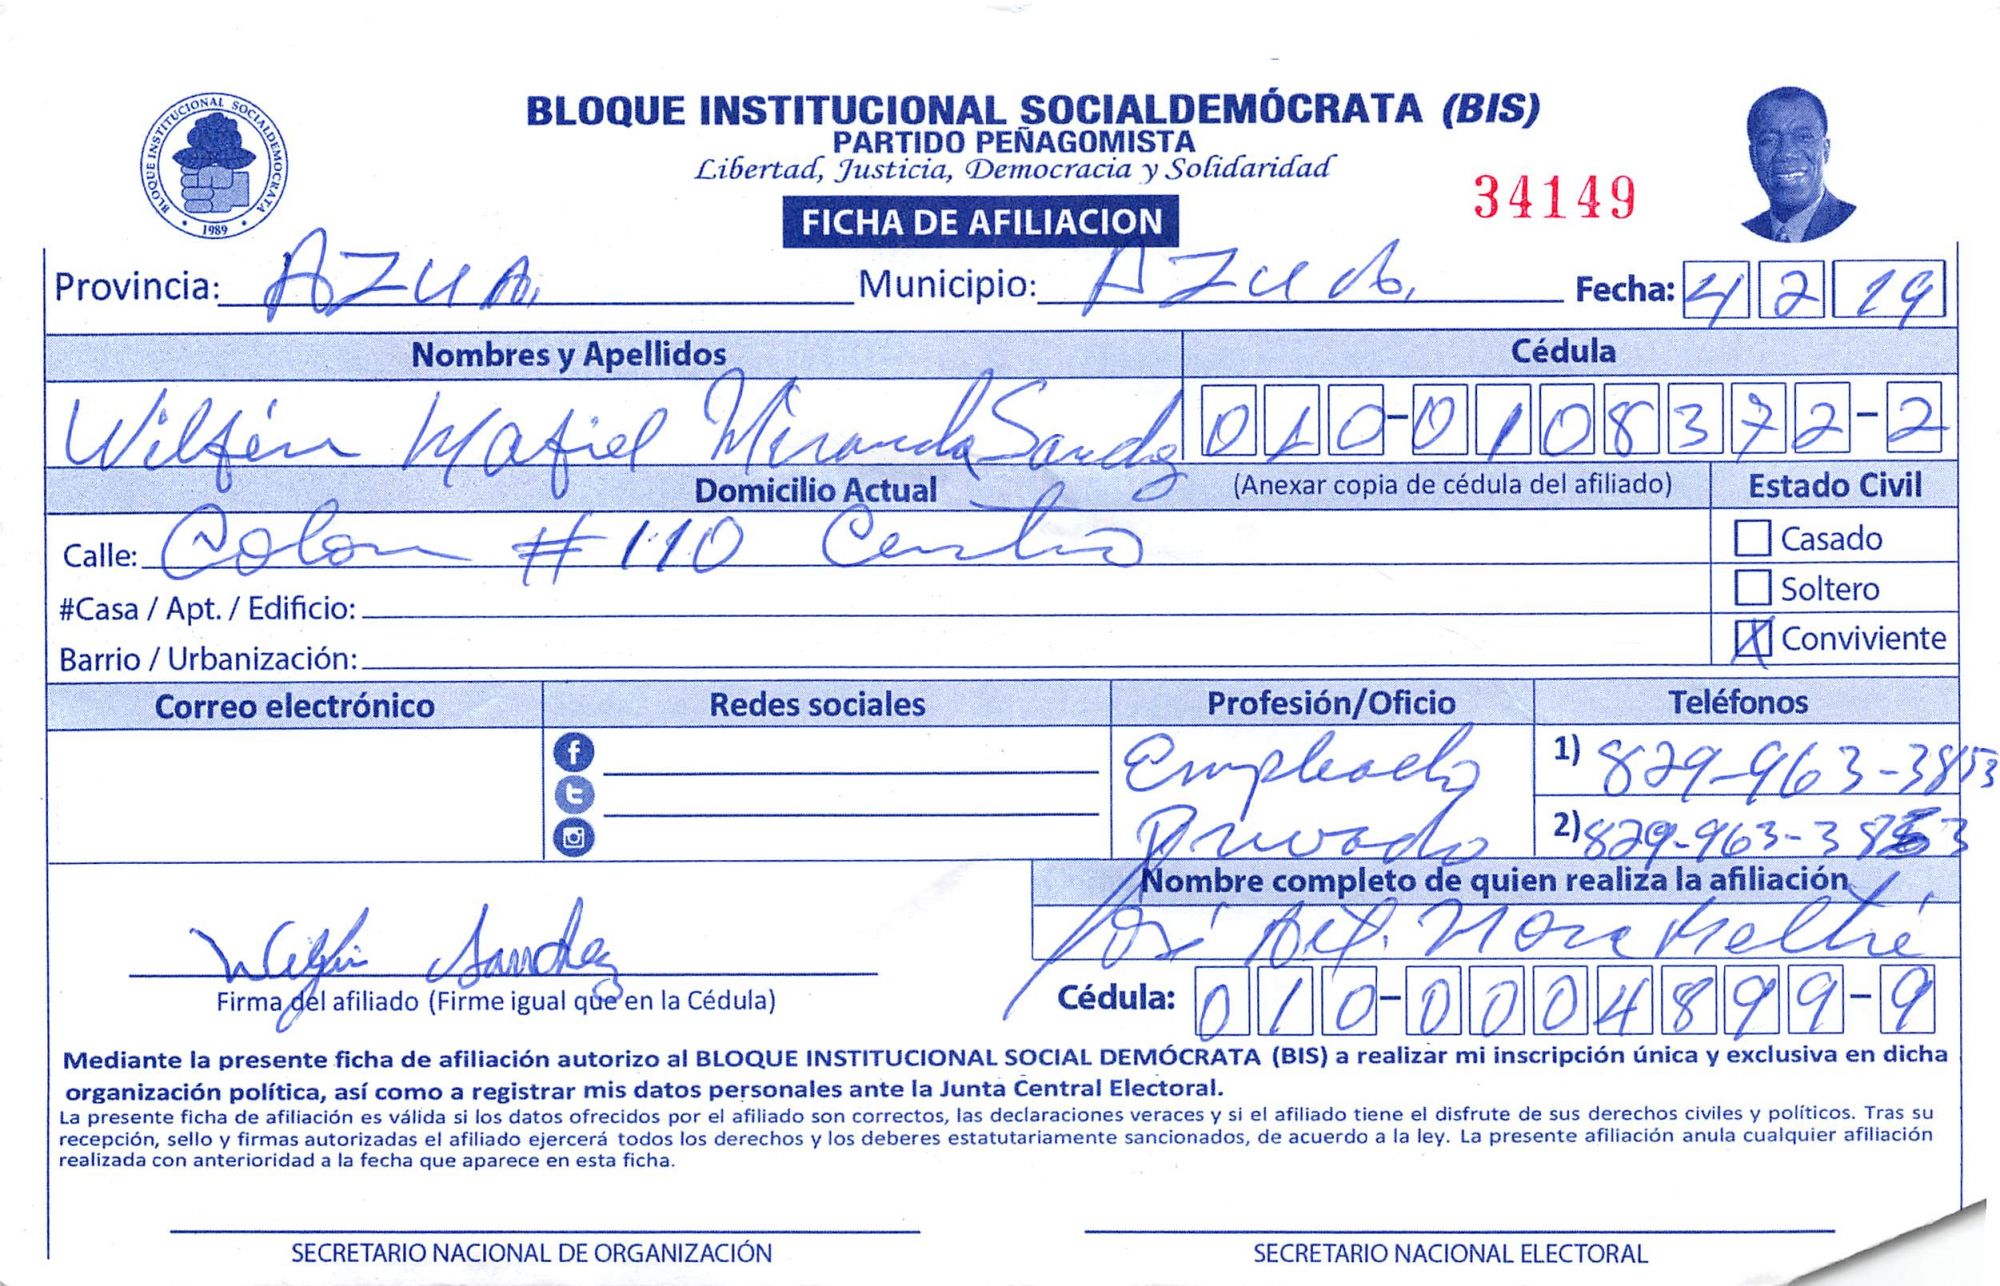 BLOQUE INSTITUCIONAL SOCIALDEMÓCRATA (BIS)
PARTIDO PEÑAGOMISTA
Libertad, Justicia, Democracia y Solidaridad
BLOQUE INSTITUCIONAL SOCIALDEMOCRATA
1989
34149
FICHA DE AFILIACION
Provincia: AZUA. Municipio: AZUA. Fecha: 4 2 19
Nombres y Apellidos Cédula
Wilfin Mafiel Miranda Sandez 010-0108372-2
Domicilio Actual (Anexar copia de cédula del afiliado) Estado Civil
Calle: Colon #110 Centro
Casado
Soltero
#Casa / Apt. / Edificio:
X Conviviente
Barrio / Urbanización:
Correo electrónico Redes sociales Profesión/Oficio Teléfonos
Empleado 1) 829-963-3853
Privado 2) 829-963-3853
Nombre completo de quien realiza la afiliación
José Alt.
Wilfin Sandez
Firma del afiliado (Firme igual que en la Cédula)
Cédula: 010-0004899-9
Mediante la presente ficha de afiliación autorizo al BLOQUE INSTITUCIONAL SOCIAL DEMÓCRATA (BIS) a realizar mi inscripción única y exclusiva en dicha
organización política, así como a registrar mis datos personales ante la Junta Central Electoral.
La presente ficha de afiliación es válida si los datos ofrecidos por el afiliado son correctos, las declaraciones veraces y si el afiliado tiene el disfrute de sus derechos civiles y políticos. Tras su
recepción, sello y firmas autorizadas el afiliado ejercerá todos los derechos y los deberes estatutariamente sancionados, de acuerdo a la ley. La presente afiliación anula cualquier afiliación
realizada con anterioridad a la fecha que aparece en esta ficha.
SECRETARIO NACIONAL DE ORGANIZACIÓN SECRETARIO NACIONAL ELECTORAL